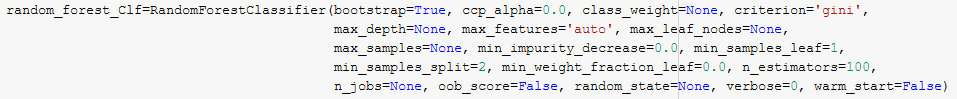 random_forest_Clf=RandomForestClassifier(bootstrap=True, ccp_alpha=0.0, class_weight=None, criterion='gini',
max_depth=None, max_features='auto', max_leaf_nodes=None,
max_samples=None, min_impurity_decrease=0.0, min_samples_leaf=1,
min_samples_split=2, min_weight_fraction_leaf=0.0, n_estimators=100,
n_jobs=None, oob_score=False, random_state=None, verbose=0, warm_start=False)